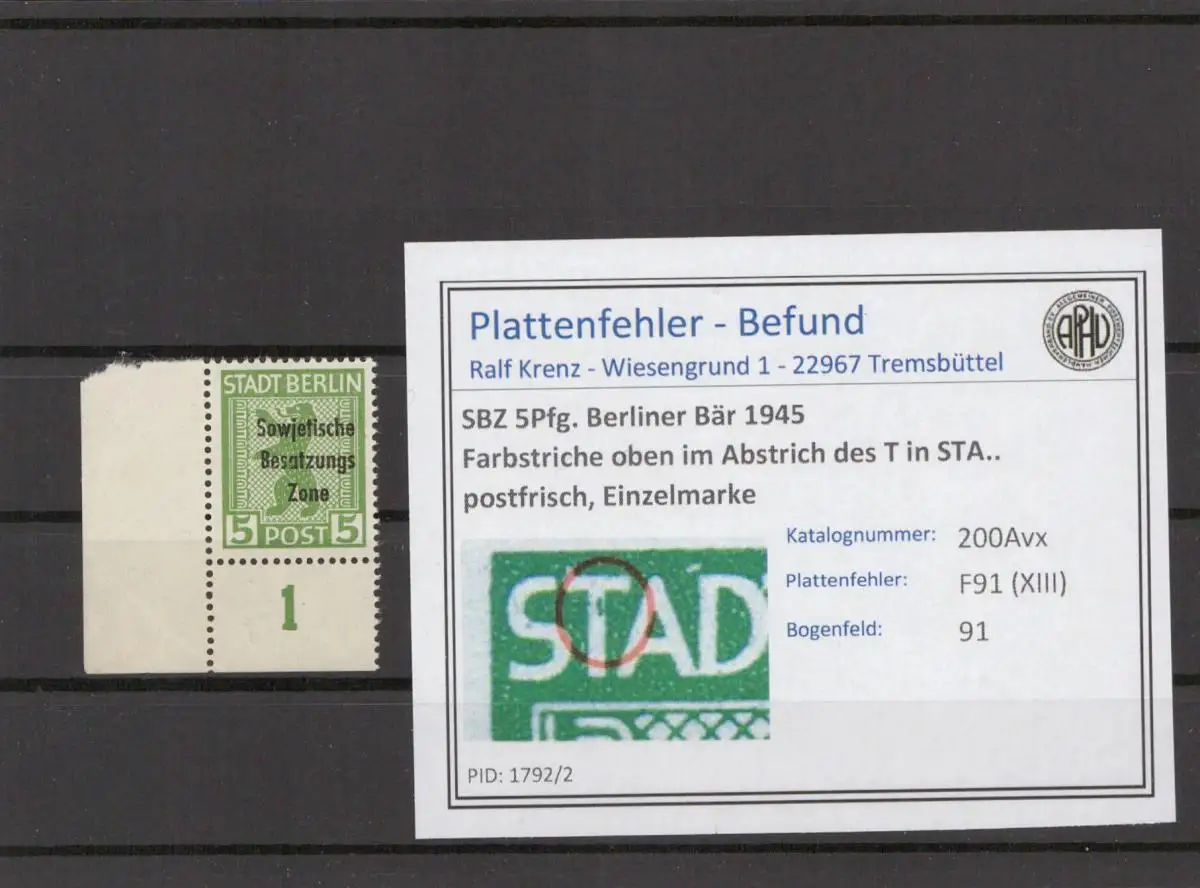 STADT BERLIN
Sowjetische
Besatzungs
Zone
5 POST 5
1
Plattenfehler - Befund
Ralf Krenz - Wiesengrund 1 - 22967 Tremsbüttel
APHV
SBZ 5Pfg. Berliner Bär 1945
Farbstriche oben im Abstrich des T in STA..
postfrisch, Einzelmarke
Katalognummer: 200Avx
Plattenfehler: F91 (XIII)
Bogenfeld: 91
STAD
PID: 1792/2